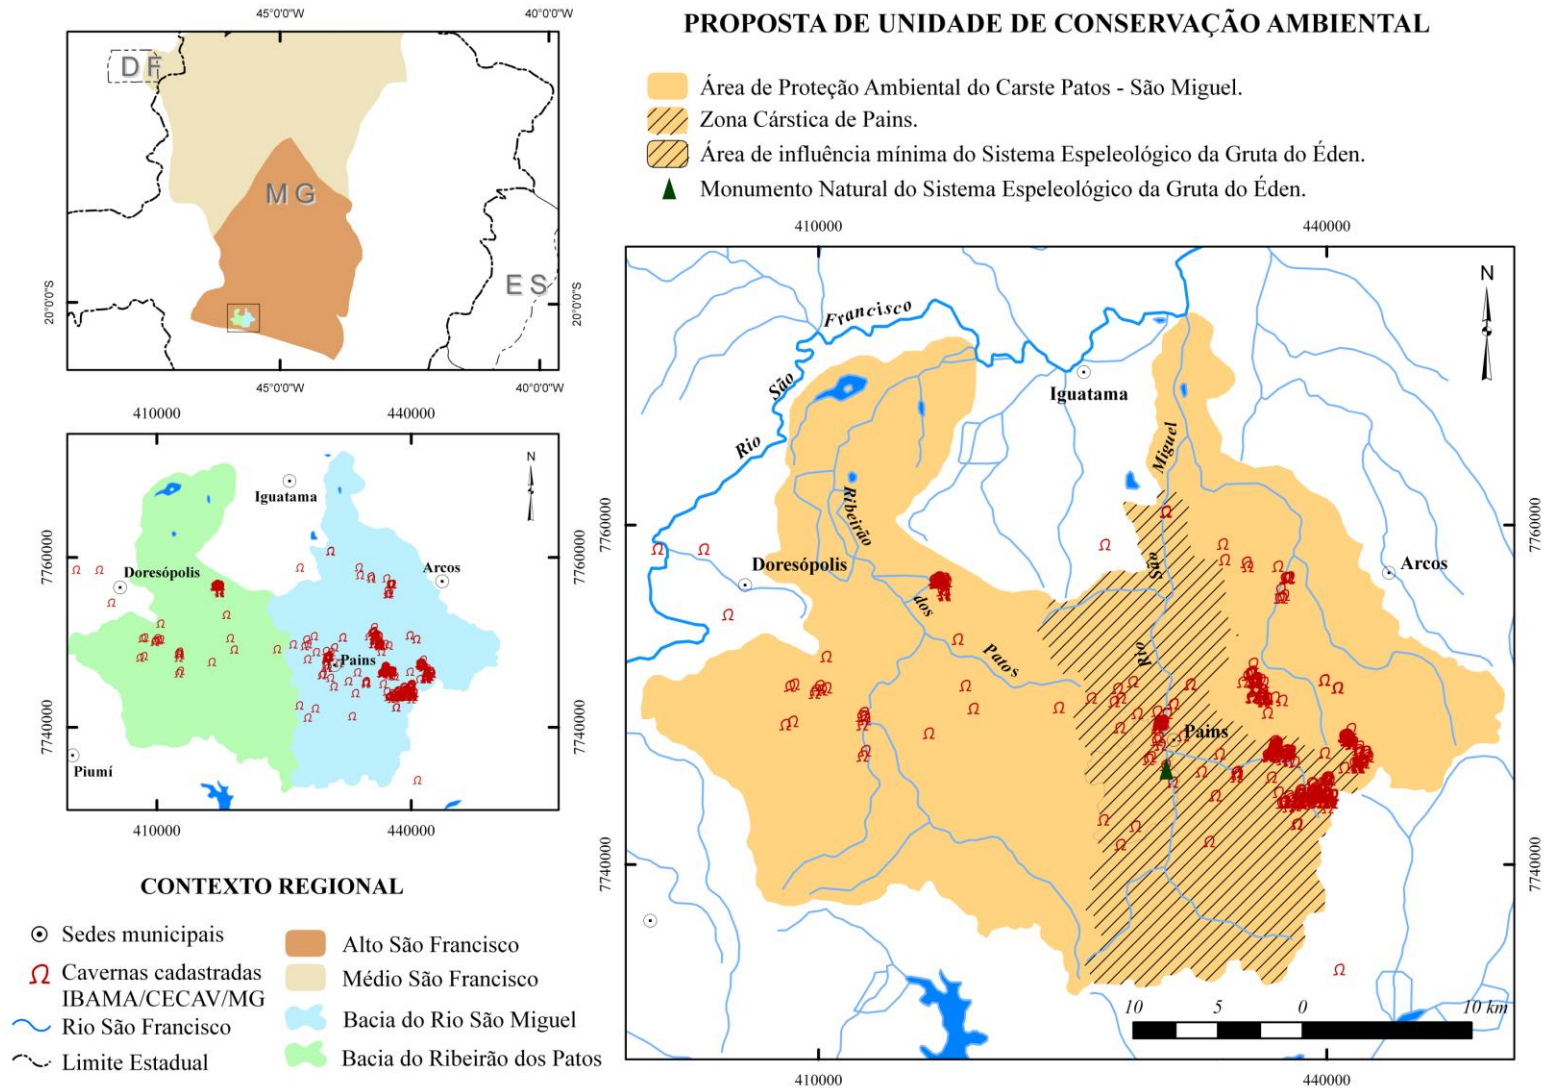 45°0'0"W
40°0'0"W
D F
M G
E S
20°0'0"S
20°0'0"S
45°0'0"W
40°0'0"W
410000
440000
N
Iguatama
Doresópolis
Arcos
Pains
Piumí
7760000
7740000
7760000
7740000
410000
440000
CONTEXTO REGIONAL
Sedes municipais
Cavernas cadastradas
IBAMA/CECAV/MG
Rio São Francisco
Limite Estadual
Alto São Francisco
Médio São Francisco
Bacia do Rio São Miguel
Bacia do Ribeirão dos Patos
PROPOSTA DE UNIDADE DE CONSERVAÇÃO AMBIENTAL
Área de Proteção Ambiental do Carste Patos - São Miguel.
Zona Cárstica de Pains.
Área de influência mínima do Sistema Espeleológico da Gruta do Éden.
Monumento Natural do Sistema Espeleológico da Gruta do Éden.
410000
440000
N
Rio São Francisco
Iguatama
Rio São Miguel
Ribeirão dos Patos
Doresópolis
Arcos
Pains
7760000
7740000
7760000
7740000
10 5 0 10 km
410000
440000